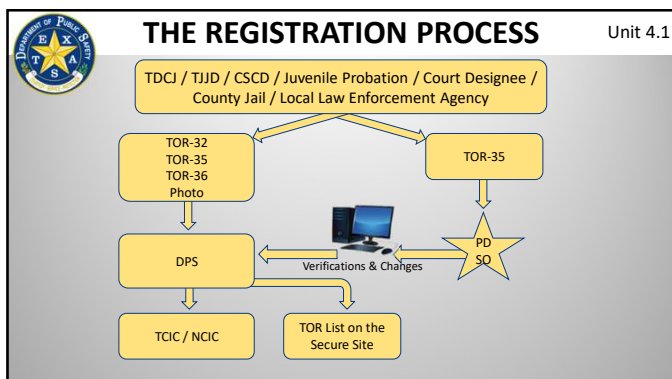 DEPARTMENT OF PUBLIC SAFETY
TEXAS
THE REGISTRATION PROCESS
Unit 4.1
TDCJ / TJJD / CSCD / Juvenile Probation / Court Designee /
County Jail / Local Law Enforcement Agency
TOR-32
TOR-35
TOR-36
Photo
TOR-35
DPS
Verifications & Changes
PD
SO
TCIC / NCIC
TOR List on the
Secure Site